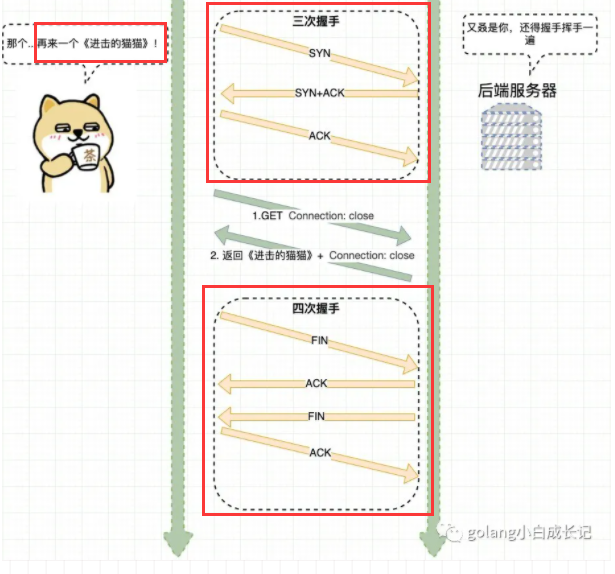 那个...再来一个《进击的猫猫》!
三次握手
又叒是你，还得握手挥手一
遍
SYN
SYN+ACK
ACK
后端服务器
茶
1.GET Connection: close
2. 返回《进击的猫猫》+ Connection: close
四次握手
FIN
ACK
FIN
ACK
golang小白成长记